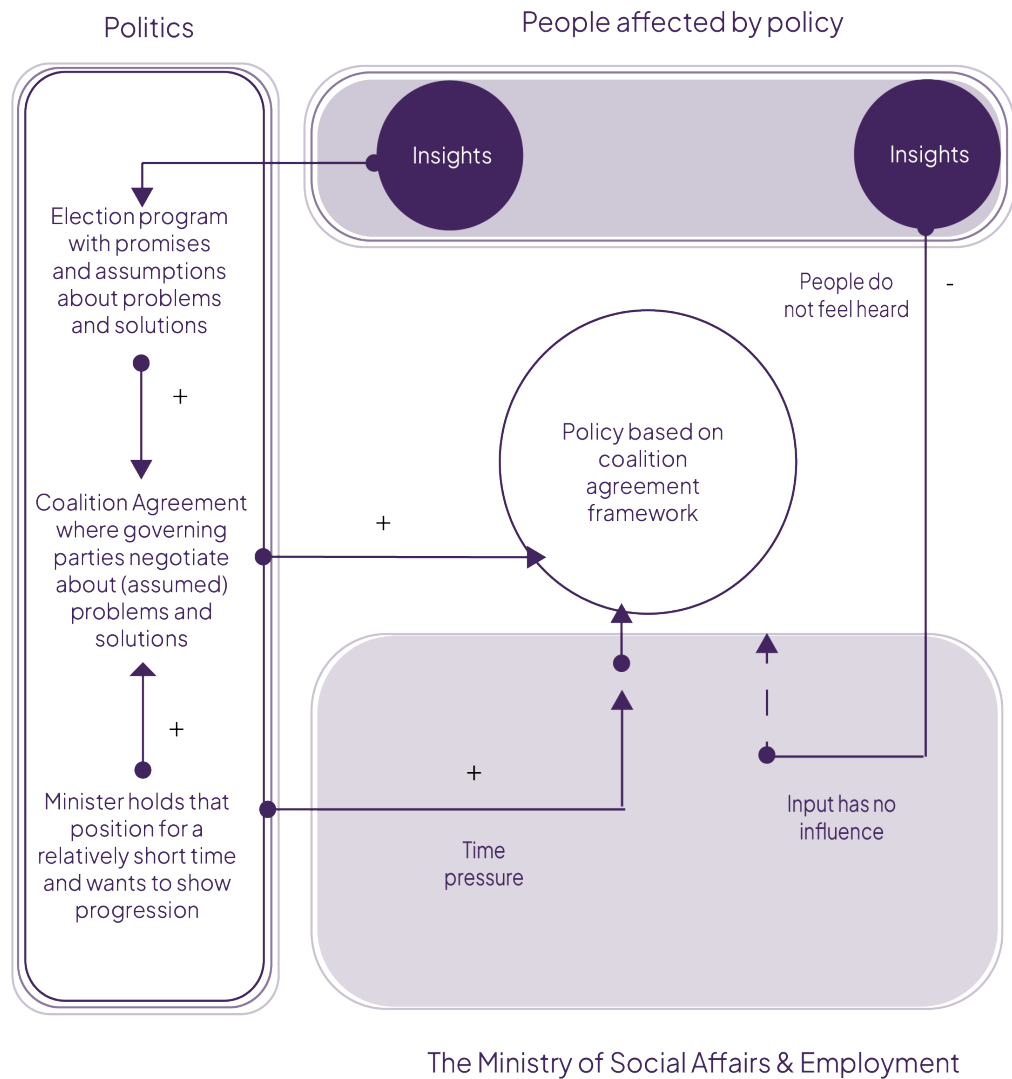 Politics
People affected by policy
Insights
Insights
Election program
with promises
and assumptions
about problems
and solutions
People do
not feel heard
-
+
Policy based on
coalition
agreement
framework
Coalition Agreement
where governing
parties negotiate
about (assumed)
problems and
solutions
+
+
Minister holds that
position for a
relatively short time
and wants to show
progression
+
Time
pressure
Input has no
influence
The Ministry of Social Affairs & Employment